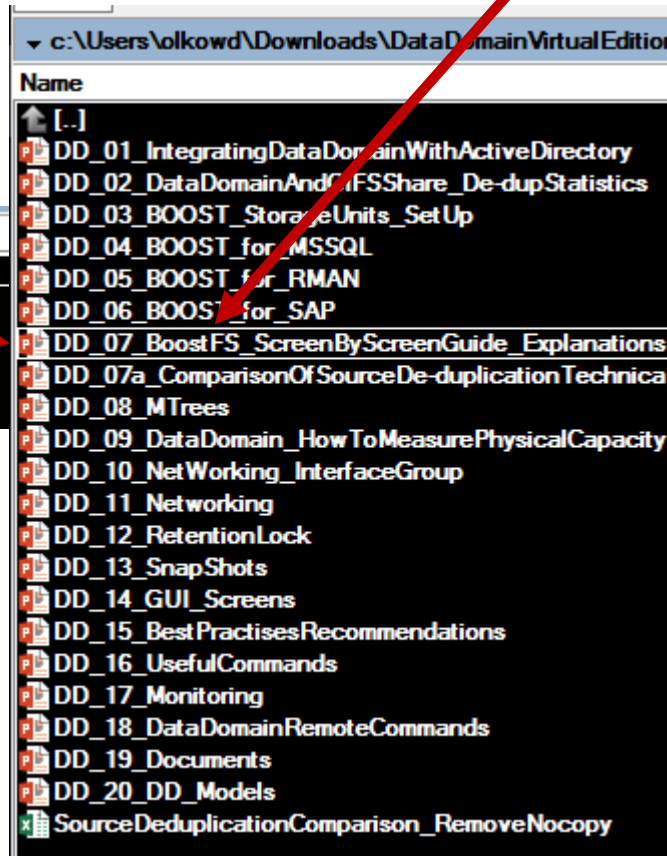 c:\Users\olkowd\Downloads\DataDomainVirtualEdition
Name
[..]
DD_01_IntegratingDataDomainWithActiveDirectory
DD_02_DataDomainAndCIFSShare_De-dupStatistics
DD_03_BOOST_StorageUnits_SetUp
DD_04_BOOST_for_MSSQL
DD_05_BOOST_for_RMAN
DD_06_BOOST_for_SAP
DD_07_BoostFS_ScreenByScreenGuide_Explanations
DD_07a_ComparisonOfSourceDe-duplicationTechnica
DD_08_MTrees
DD_09_DataDomain_HowToMeasurePhysicalCapacity
DD_10_NetWorking_InterfaceGroup
DD_11_Networking
DD_12_RetentionLock
DD_13_SnapShots
DD_14_GUI_Screens
DD_15_BestPractisesRecommendations
DD_16_UsefulCommands
DD_17_Monitoring
DD_18_DataDomainRemoteCommands
DD_19_Documents
DD_20_DD_Models
SourceDeduplicationComparison_RemoveNocopy